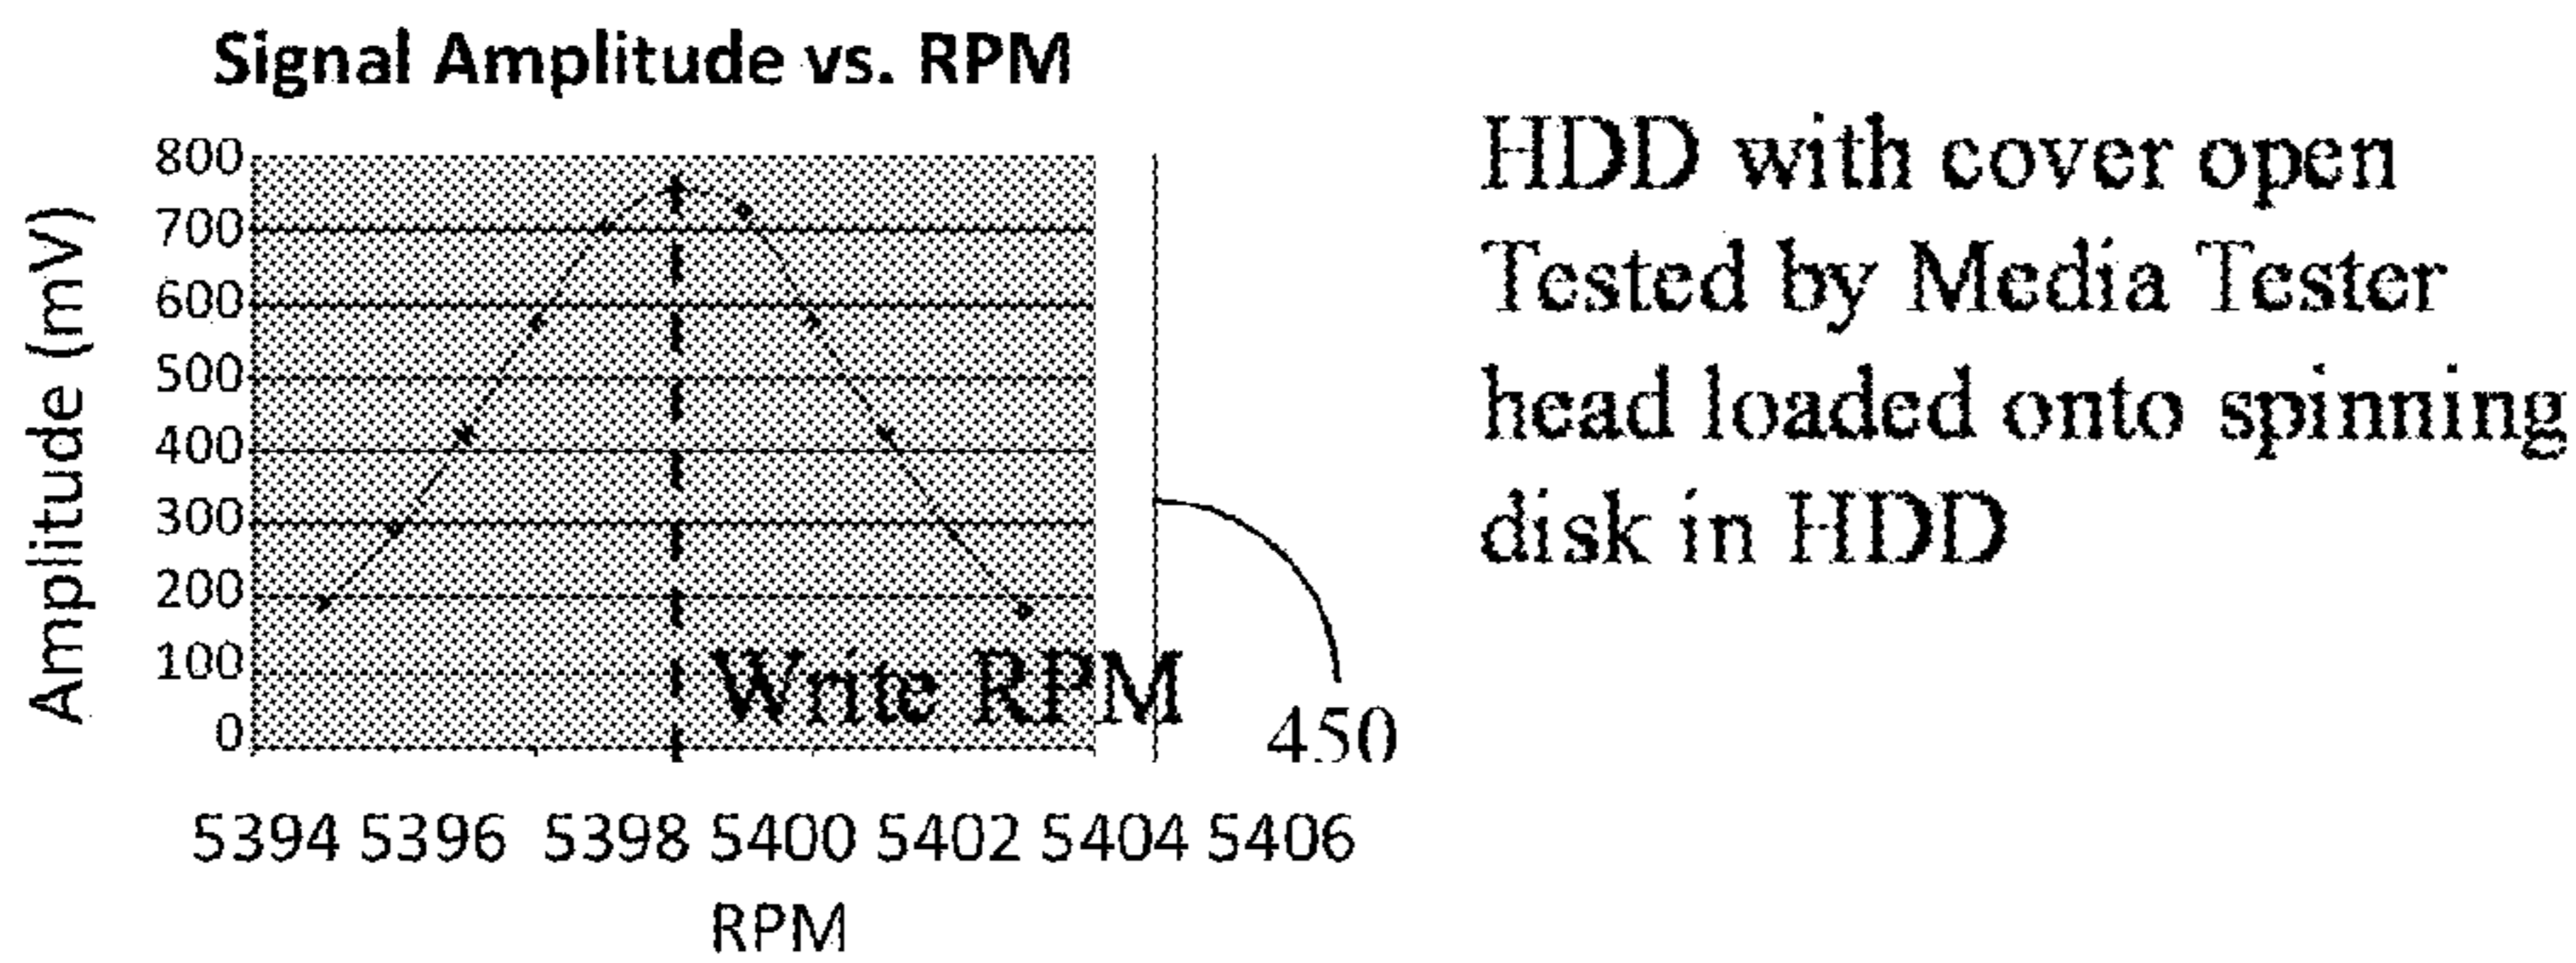 Signal Amplitude vs. RPM
HDD with cover open
Tested by Media Tester
head loaded onto spinning
disk in HDD
Amplitude (mV)
800
700
600
500
400
300
200
100
0
Write RPM
450
5394 5396 5398 5400 5402 5404 5406
RPM